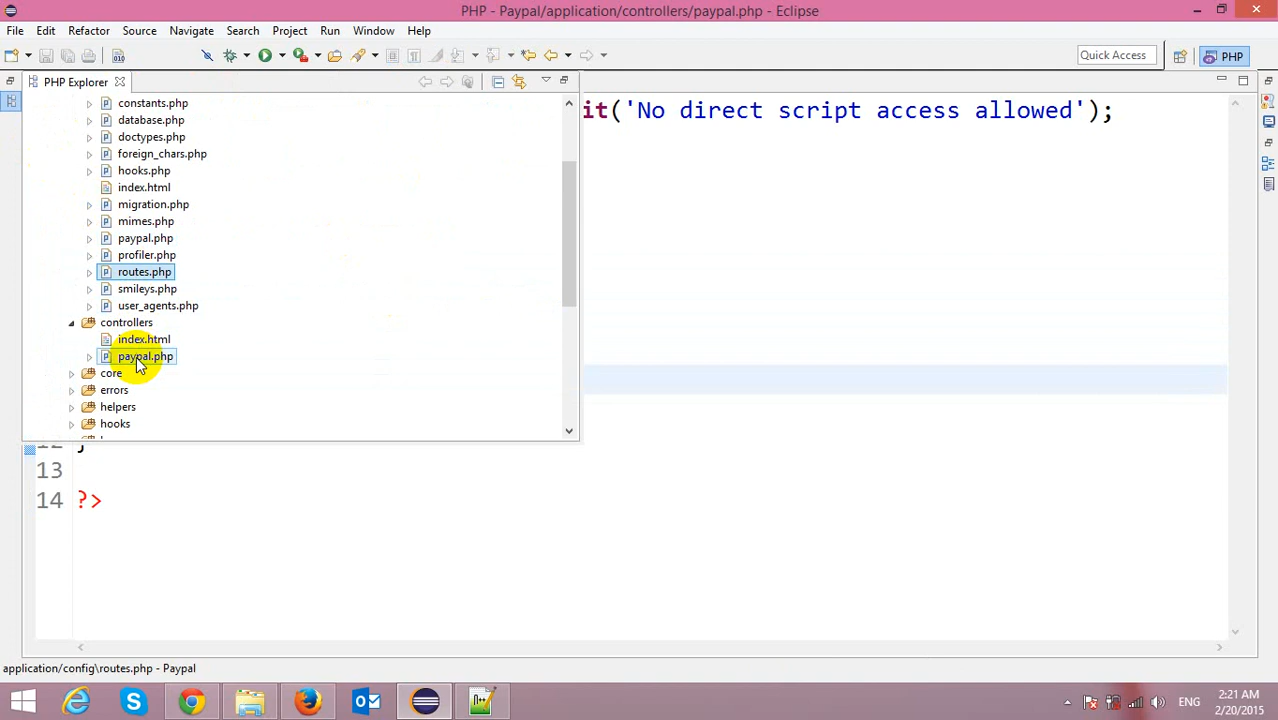 PHP - Paypal/application/controllers/paypal.php - Eclipse
File Edit Refactor Source Navigate Search Project Run Window Help
Quick Access PHP
PHP Explorer
constants.php
database.php
doctypes.php
foreign_chars.php
hooks.php
index.html
migration.php
mimes.php
paypal.php
profiler.php
routes.php
smileys.php
user_agents.php
controllers
index.html
paypal.php
core
errors
helpers
hooks
it('No direct script access allowed');
13
14 ?>
application/config\routes.php - Paypal
ENG
2:21 AM
2/20/2015